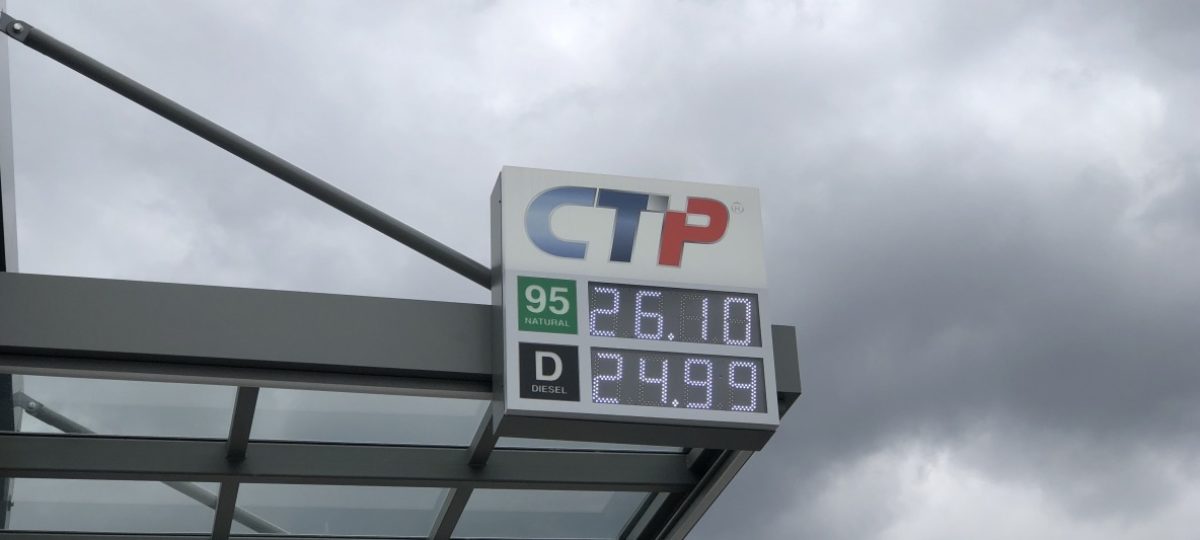 CTP®
95
NATURAL
26.10
D
DIESEL
24.99